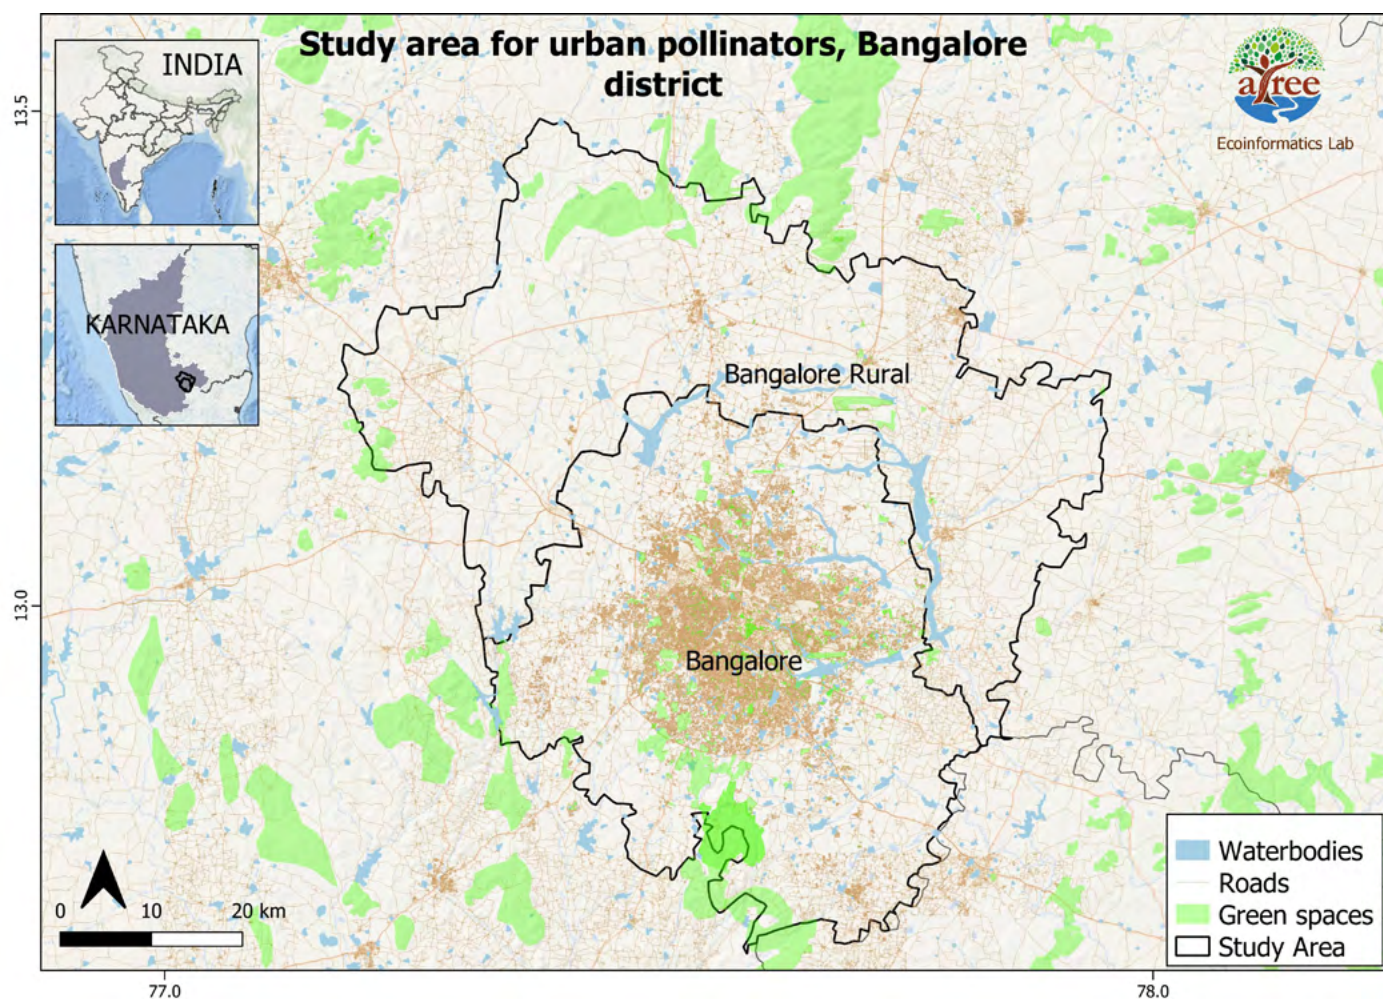 Study area for urban pollinators, Bangalore
district
INDIA
KARNATAKA
aTree
Ecoinformatics Lab
13.5
13.0
Bangalore Rural
Bangalore
0 10 20 km
Waterbodies
Roads
Green spaces
Study Area
77.0 78.0